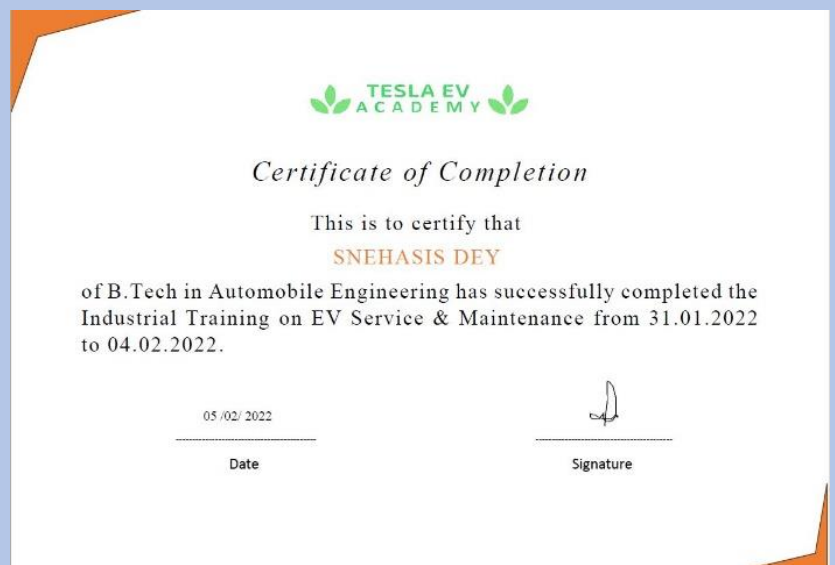 TESLA EV
ACADEMY
Certificate of Completion
This is to certify that
SNEHASIS DEY
of B.Tech in Automobile Engineering has successfully completed the
Industrial Training on EV Service & Maintenance from 31.01.2022
to 04.02.2022.
05 /02/ 2022
Date
Signature